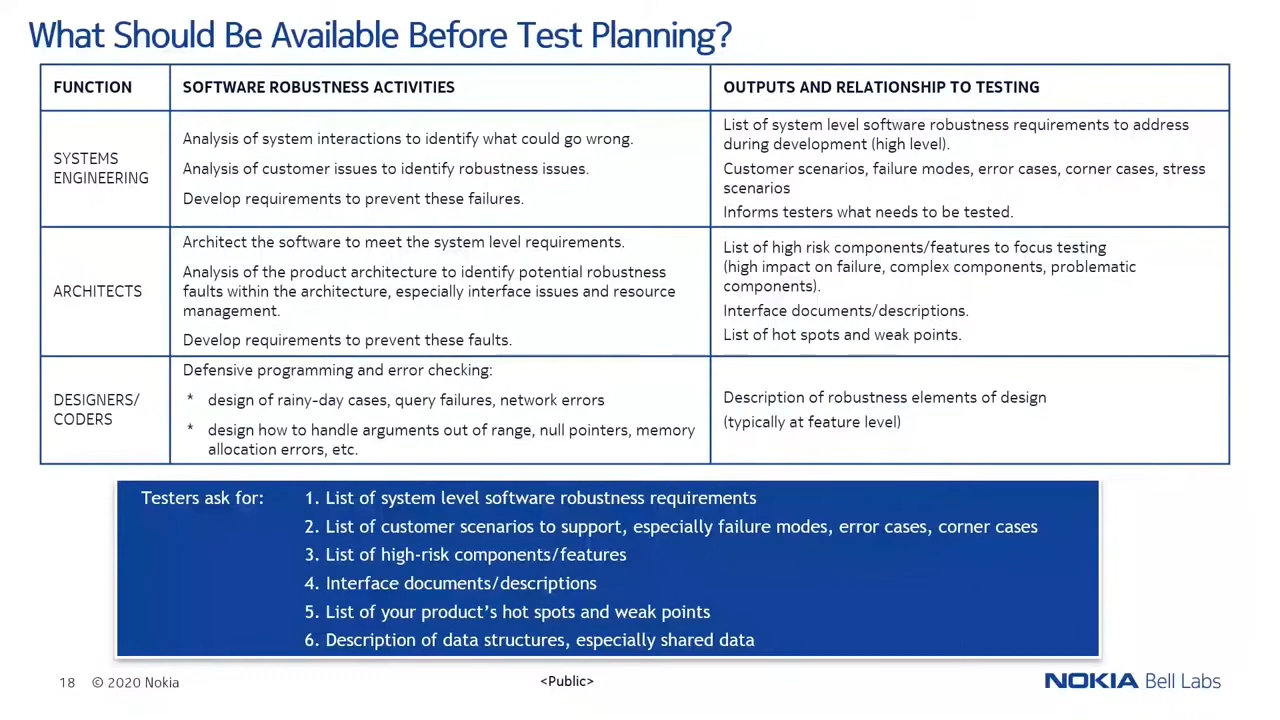 What Should Be Available Before Test Planning?
FUNCTION
SOFTWARE ROBUSTNESS ACTIVITIES
OUTPUTS AND RELATIONSHIP TO TESTING
SYSTEMS
ENGINEERING
Analysis of system interactions to identify what could go wrong.
Analysis of customer issues to identify robustness issues.
Develop requirements to prevent these failures.
List of system level software robustness requirements to address
during development (high level).
Customer scenarios, failure modes, error cases, corner cases, stress
scenarios
Informs testers what needs to be tested.
ARCHITECTS
Architect the software to meet the system level requirements.
Analysis of the product architecture to identify potential robustness
faults within the architecture, especially interface issues and resource
management.
Develop requirements to prevent these faults.
List of high risk components/features to focus testing
(high impact on failure, complex components, problematic
components).
Interface documents/descriptions.
List of hot spots and weak points.
DESIGNERS/
CODERS
Defensive programming and error checking:
* design of rainy-day cases, query failures, network errors
* design how to handle arguments out of range, null pointers, memory
allocation errors, etc.
Description of robustness elements of design
(typically at feature level)
Testers ask for:
1. List of system level software robustness requirements
2. List of customer scenarios to support, especially failure modes, error cases, corner cases
3. List of high-risk components/features
4. Interface documents/descriptions
5. List of your product's hot spots and weak points
6. Description of data structures, especially shared data
18 © 2020 Nokia
<Public>
NOKIA Bell Labs